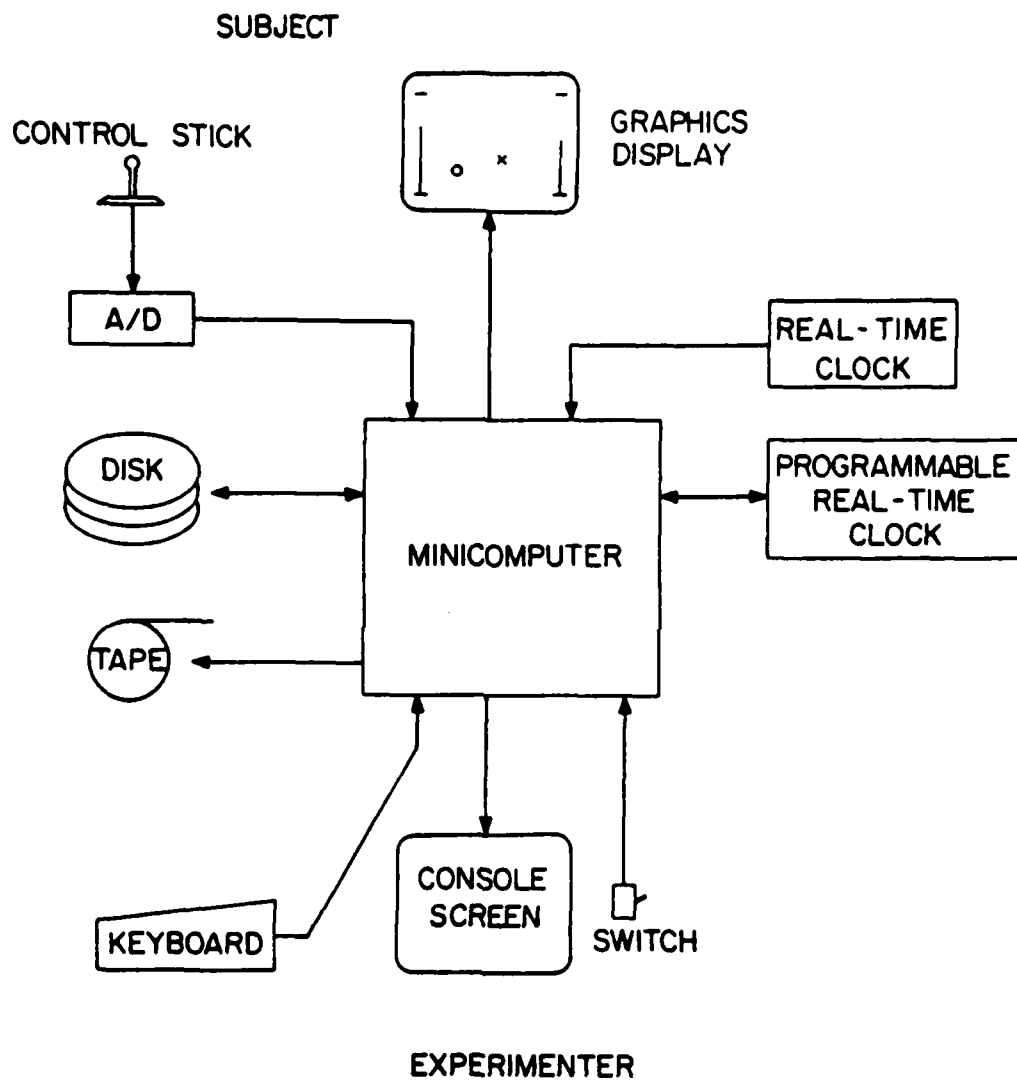 SUBJECT
CONTROL STICK
GRAPHICS
DISPLAY
A/D
REAL-TIME
CLOCK
DISK
PROGRAMMABLE
REAL-TIME
CLOCK
MINICOMPUTER
TAPE
CONSOLE
SCREEN
KEYBOARD
SWITCH
EXPERIMENTER